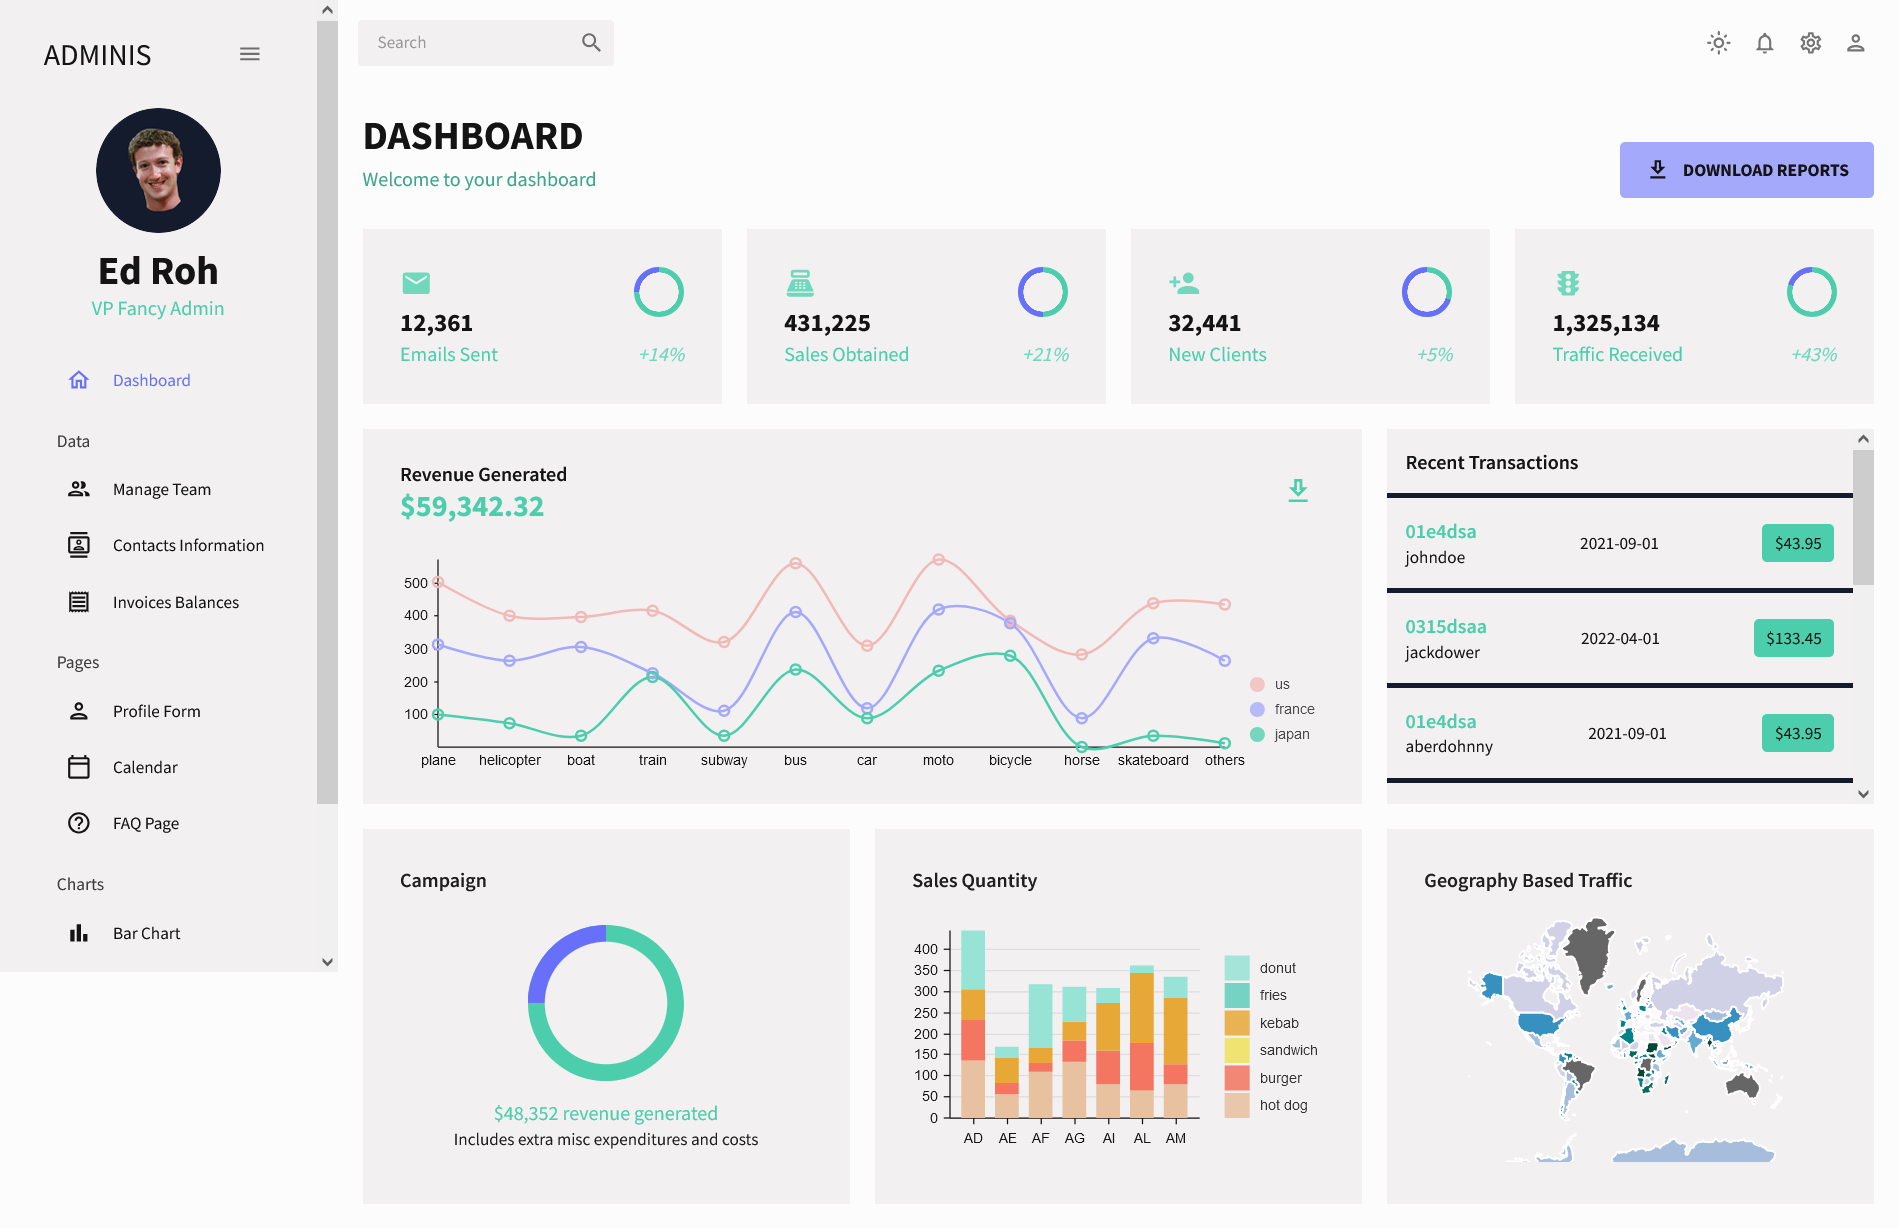 ADMINIS
Ed Roh
VP Fancy Admin
Dashboard
Data
Manage Team
Contacts Information
Invoices Balances
Pages
Profile Form
Calendar
FAQ Page
Charts
Bar Chart
Search
DASHBOARD
Welcome to your dashboard
DOWNLOAD REPORTS
12,361
Emails Sent
+14%
431,225
Sales Obtained
+21%
32,441
New Clients
+5%
1,325,134
Traffic Received
+43%
Revenue Generated
$59,342.32
500
400
300
200
100
plane helicopter boat train subway bus car moto bicycle horse skateboard others
us
france
japan
Recent Transactions
01e4dsa
johndoe
2021-09-01
$43.95
0315dsaa
jackdower
2022-04-01
$133.45
01e4dsa
aberdohnny
2021-09-01
$43.95
Campaign
$48,352 revenue generated
Includes extra misc expenditures and costs
Sales Quantity
400
350
300
250
200
150
100
50
0
AD AE AF AG AI AL AM
donut
fries
kebab
sandwich
burger
hot dog
Geography Based Traffic